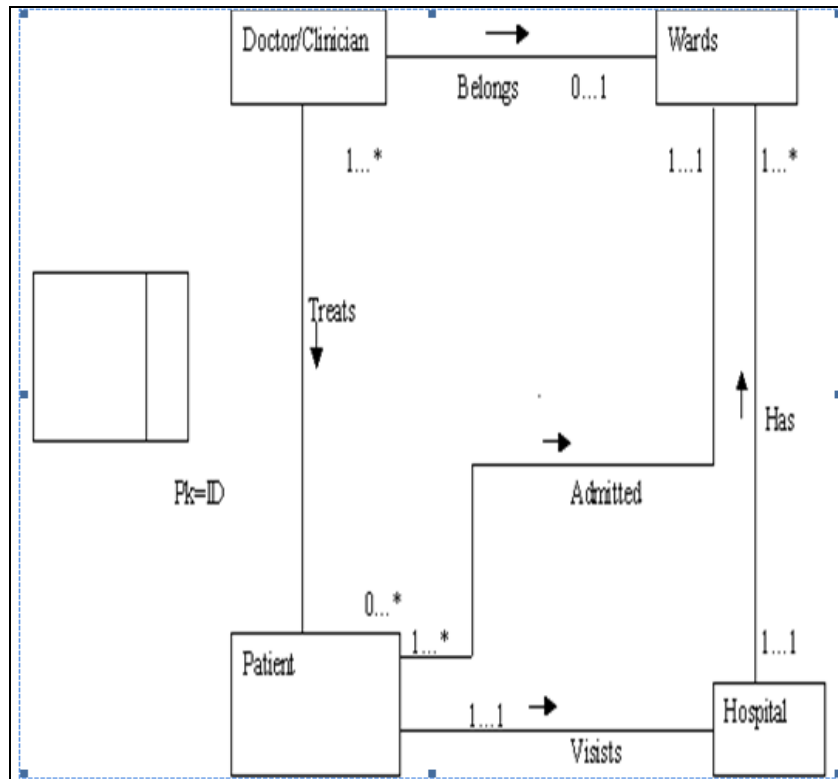 Doctor/Clinician
Wards
Belongs
0...1
1...*
1...1
1...*
Treats
Has
Pk=ID
Admitted
0...*
1...*
1...1
Patient
1...1
Hospital
Visists